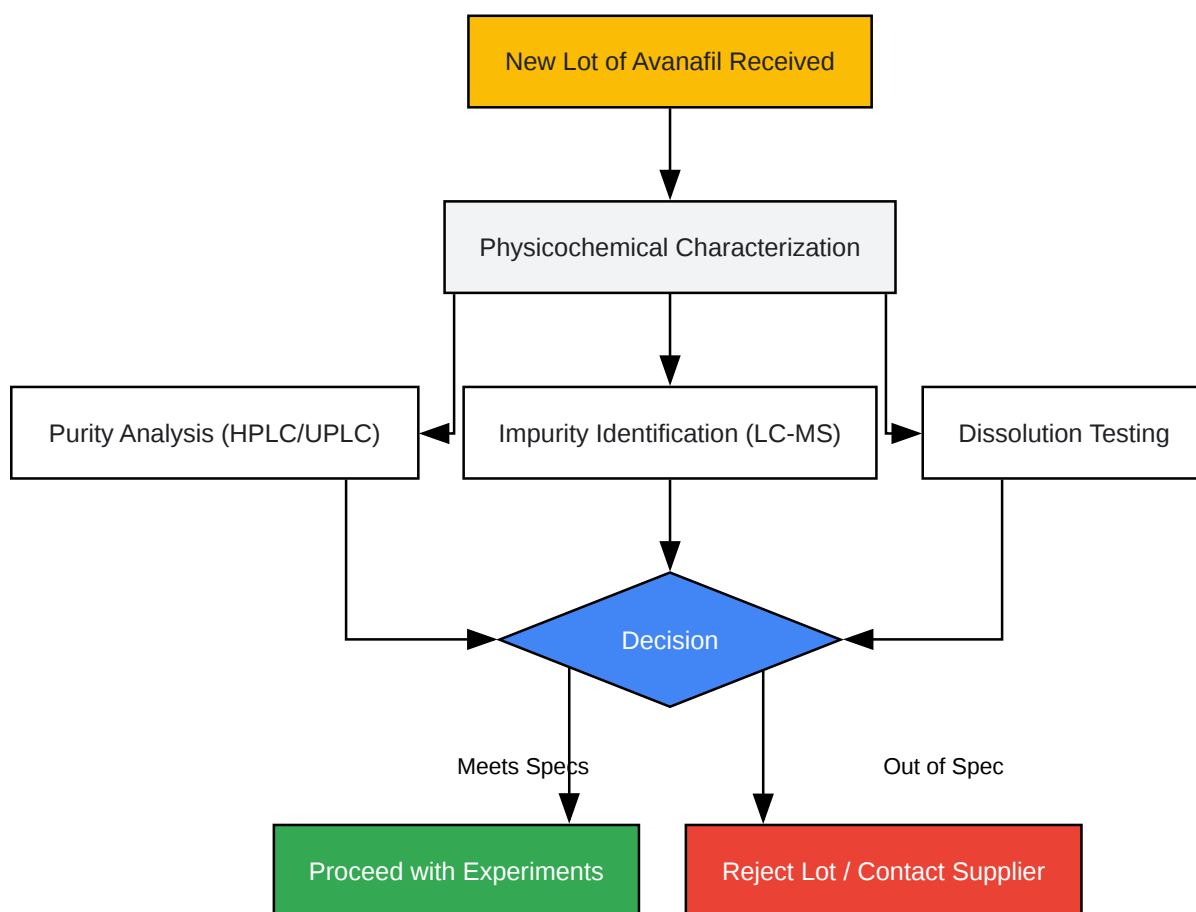 New Lot of Avanafil Received
Physicochemical Characterization
Purity Analysis (HPLC/UPLC)
Impurity Identification (LC-MS)
Dissolution Testing
Decision
Meets Specs
Out of Spec
Proceed with Experiments
Reject Lot / Contact Supplier